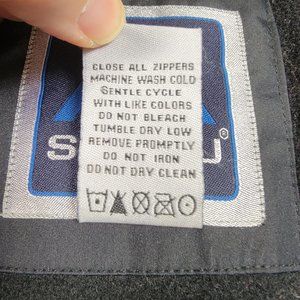 CLOSE ALL ZIPPERS
MACHINE WASH COLD
GENTLE CYCLE
WITH LIKE COLORS
DO NOT BLEACH
TUMBLE DRY LOW
REMOVE PROMPTLY
DO NOT IRON
DO NOT DRY CLEAN